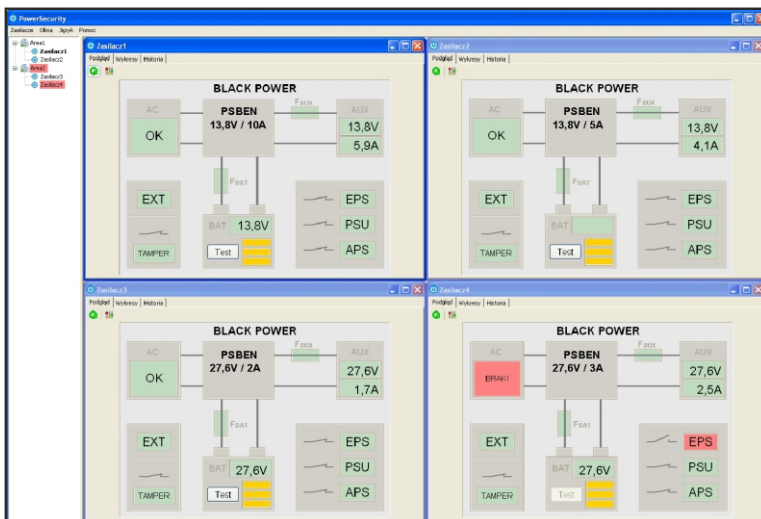 PowerSecurity
Zasilacze Okna Język Pomoc
Area1
Zasilacz1
Zasilacz2
Area2
Zasilacz3
Zasilacz4
Zasilacz1
Podgląd Wykresy Historia
BLACK POWER
AC
OK
PSBEN
13,8V / 10A
FAUX
AUX
13,8V
5,9A
FBAT
EXT
TAMPER
BAT 13,8V
Test
EPS
PSU
APS
Zasilacz2
Podgląd Wykresy Historia
BLACK POWER
AC
OK
PSBEN
13,8V / 5A
FAUX
AUX
13,8V
4,1A
FBAT
EXT
TAMPER
BAT
Test
EPS
PSU
APS
Zasilacz3
Podgląd Wykresy Historia
BLACK POWER
AC
OK
PSBEN
27,6V / 2A
FAUX
AUX
27,6V
1,7A
FBAT
EXT
TAMPER
BAT 27,6V
Test
EPS
PSU
APS
Zasilacz4
Podgląd Wykresy Historia
BLACK POWER
AC
BRAK!
PSBEN
27,6V / 3A
FAUX
AUX
27,6V
2,5A
FBAT
EXT
TAMPER
BAT 27,6V
Test
EPS
PSU
APS